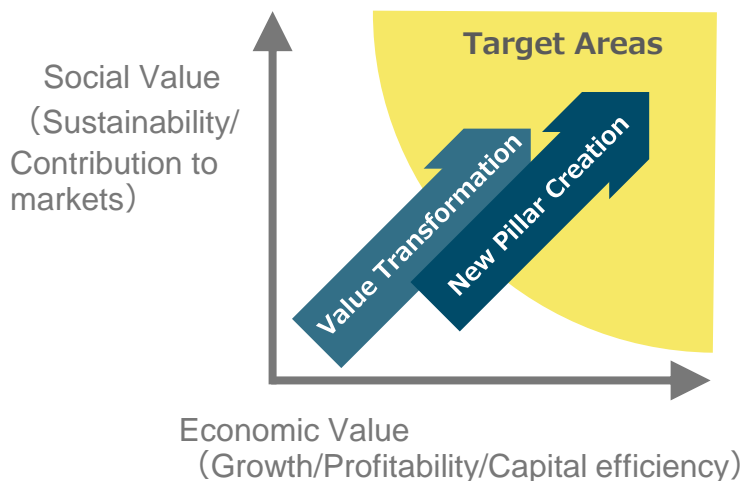 Target Areas
Social Value
（Sustainability/
Contribution to
markets）
Value Transformation
New Pillar Creation
Economic Value
（Growth/Profitability/Capital efficiency）